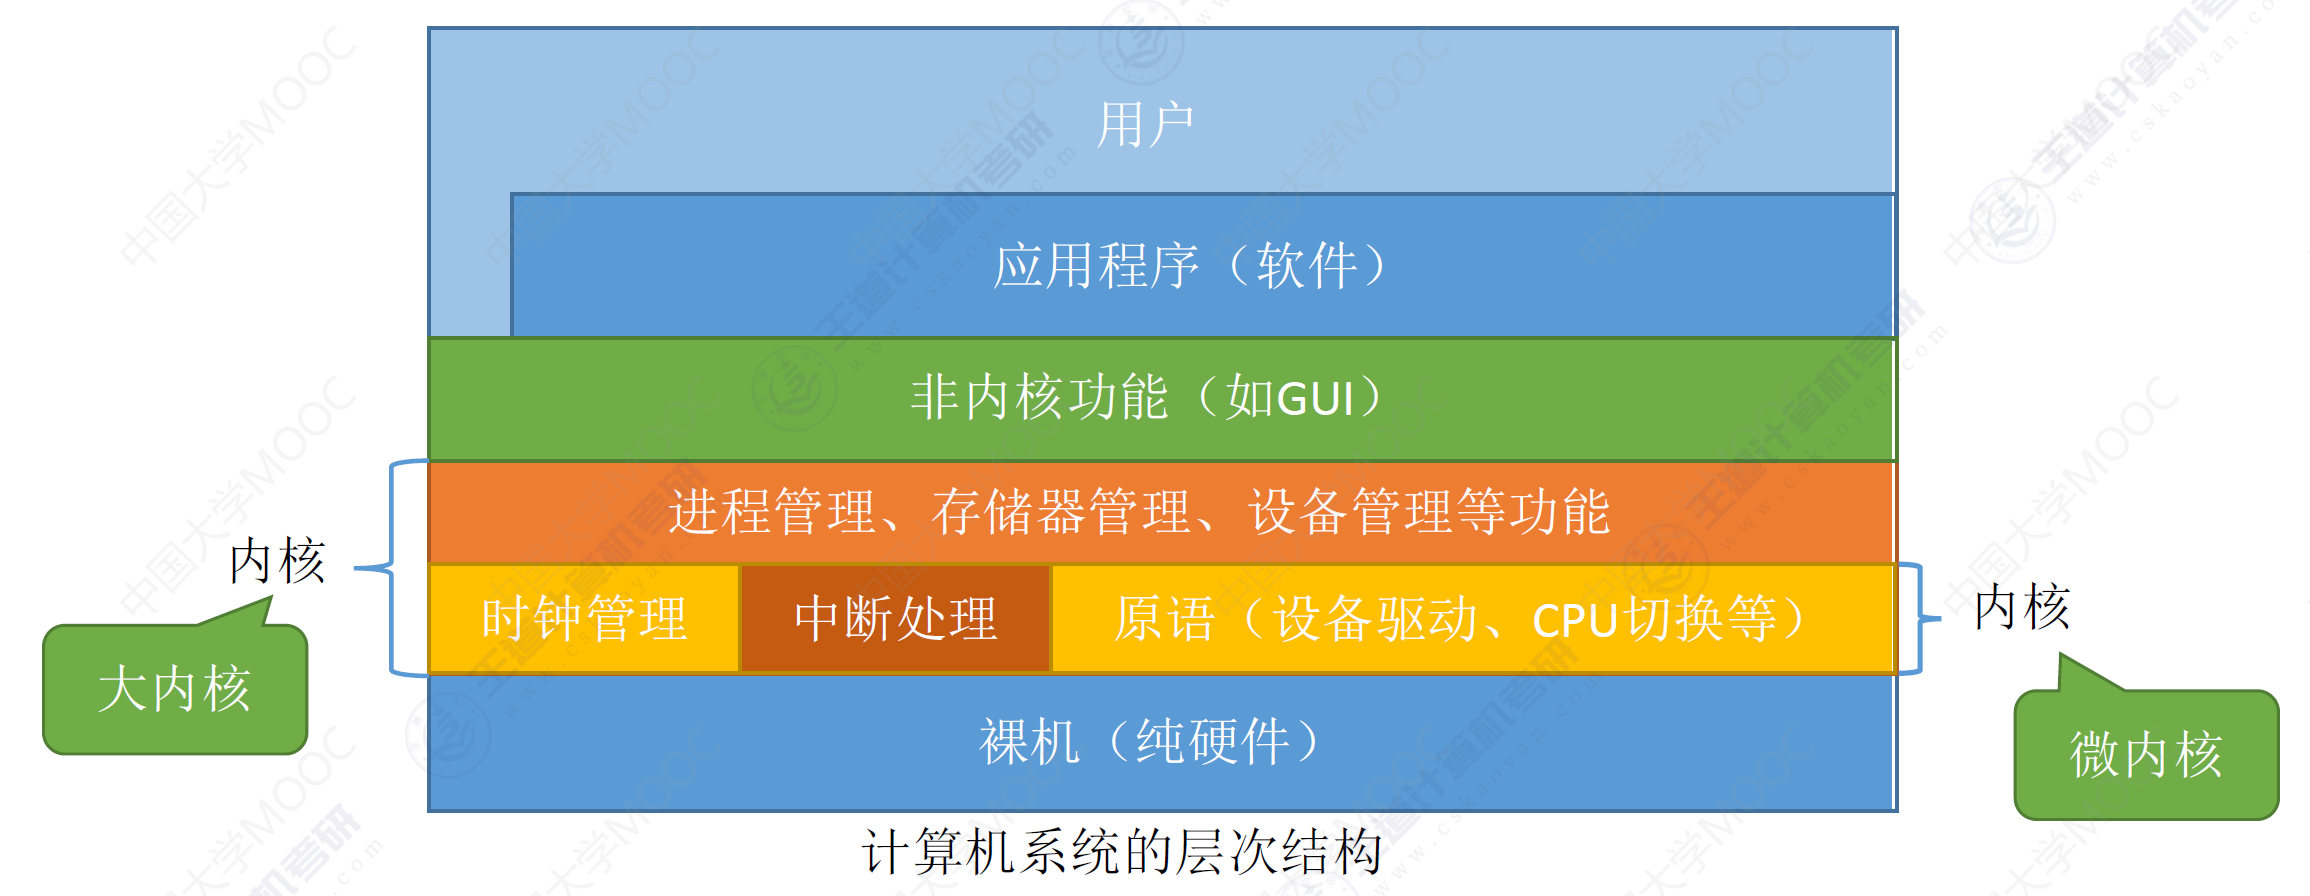 用户
应用程序（软件）
非内核功能（如GUI）
进程管理、存储器管理、设备管理等功能
内核
时钟管理 中断处理 原语（设备驱动、CPU切换等）
内核
大内核
裸机（纯硬件）
微内核
计算机系统的层次结构
中国大学MOOC
王道计算机考研
www.cskaoyan.com